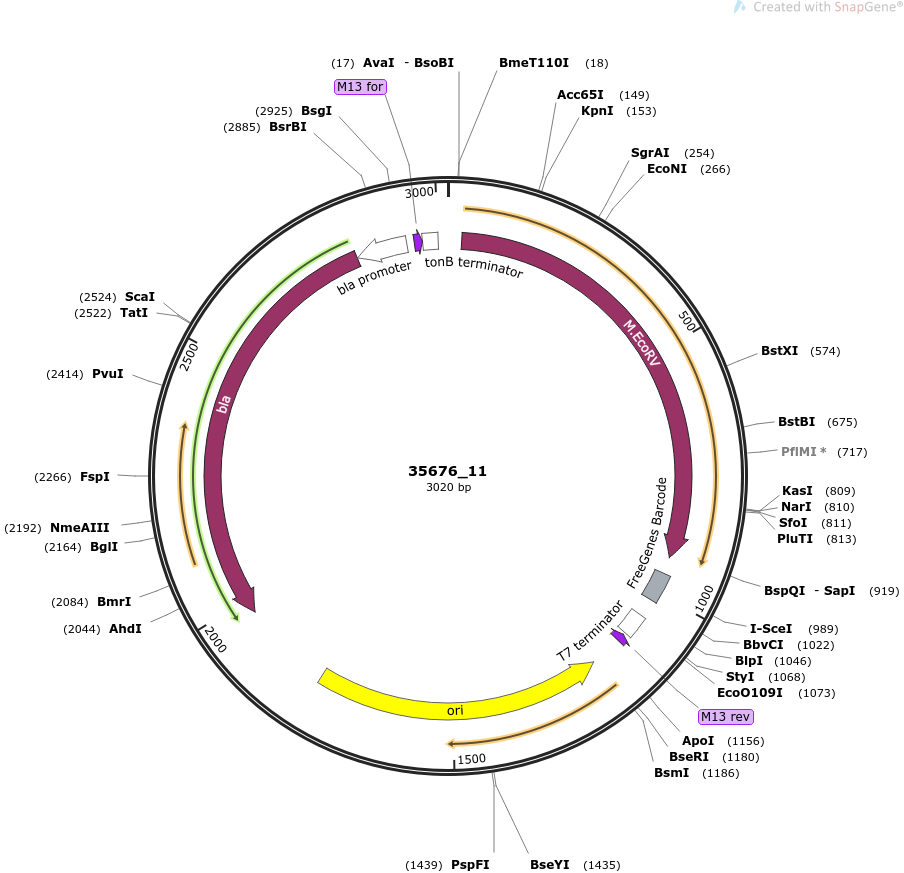 Created with SnapGene®
(17) AvaI - BsoBI
BmeT110I (18)
M13 for
Acc65I (149)
(2925) BsgI
KpnI (153)
(2885) BsrBI
SgrAI (254)
EcoNI (266)
3000
bla promoter
tonB terminator
(2524) ScaI
(2522) TatI
500
M.EcoRV
2500
BstXI (574)
(2414) PvuI
bla
BstBI (675)
PflMI * (717)
35676_11
3020 bp
(2266) FspI
KasI (809)
NarI (810)
SfoI (811)
PluTI (813)
(2192) NmeAIII
(2164) BglI
FreeGenes Barcode
BspQI - SapI (919)
(2084) BmrI
1000
(2044) AhdI
2000
T7 terminator
I-SceI (989)
BbvCI (1022)
BlpI (1046)
StyI (1068)
EcoO109I (1073)
M13 rev
ori
ApoI (1156)
BseRI (1180)
BsmI (1186)
1500
(1439) PspFI
BseYI (1435)